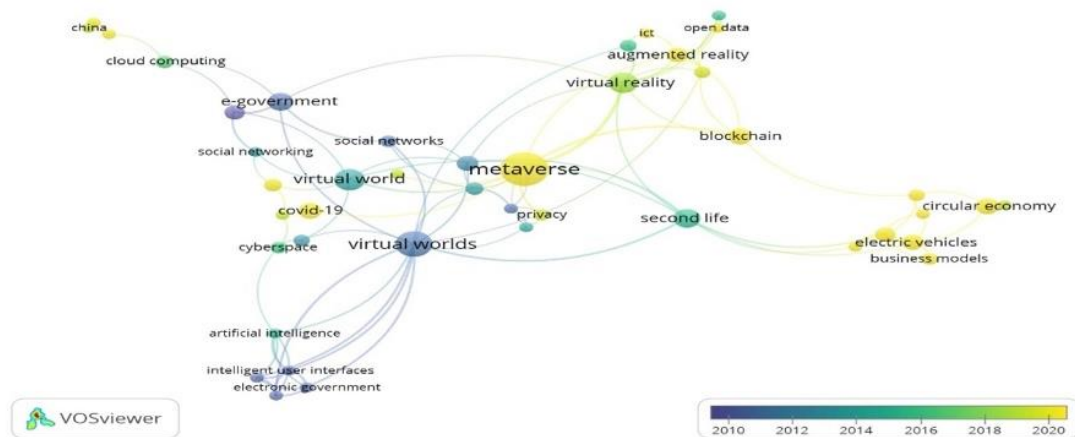 china
cloud computing
e-government
social networks
social networking
virtual world
covid-19
cyberspace
virtual worlds
artificial intelligence
intelligent user interfaces
electronic government
ict
open data
augmented reality
virtual reality
blockchain
metaverse
privacy
second life
circular economy
electric vehicles
business models
VOSviewer
2010 2012 2014 2016 2018 2020